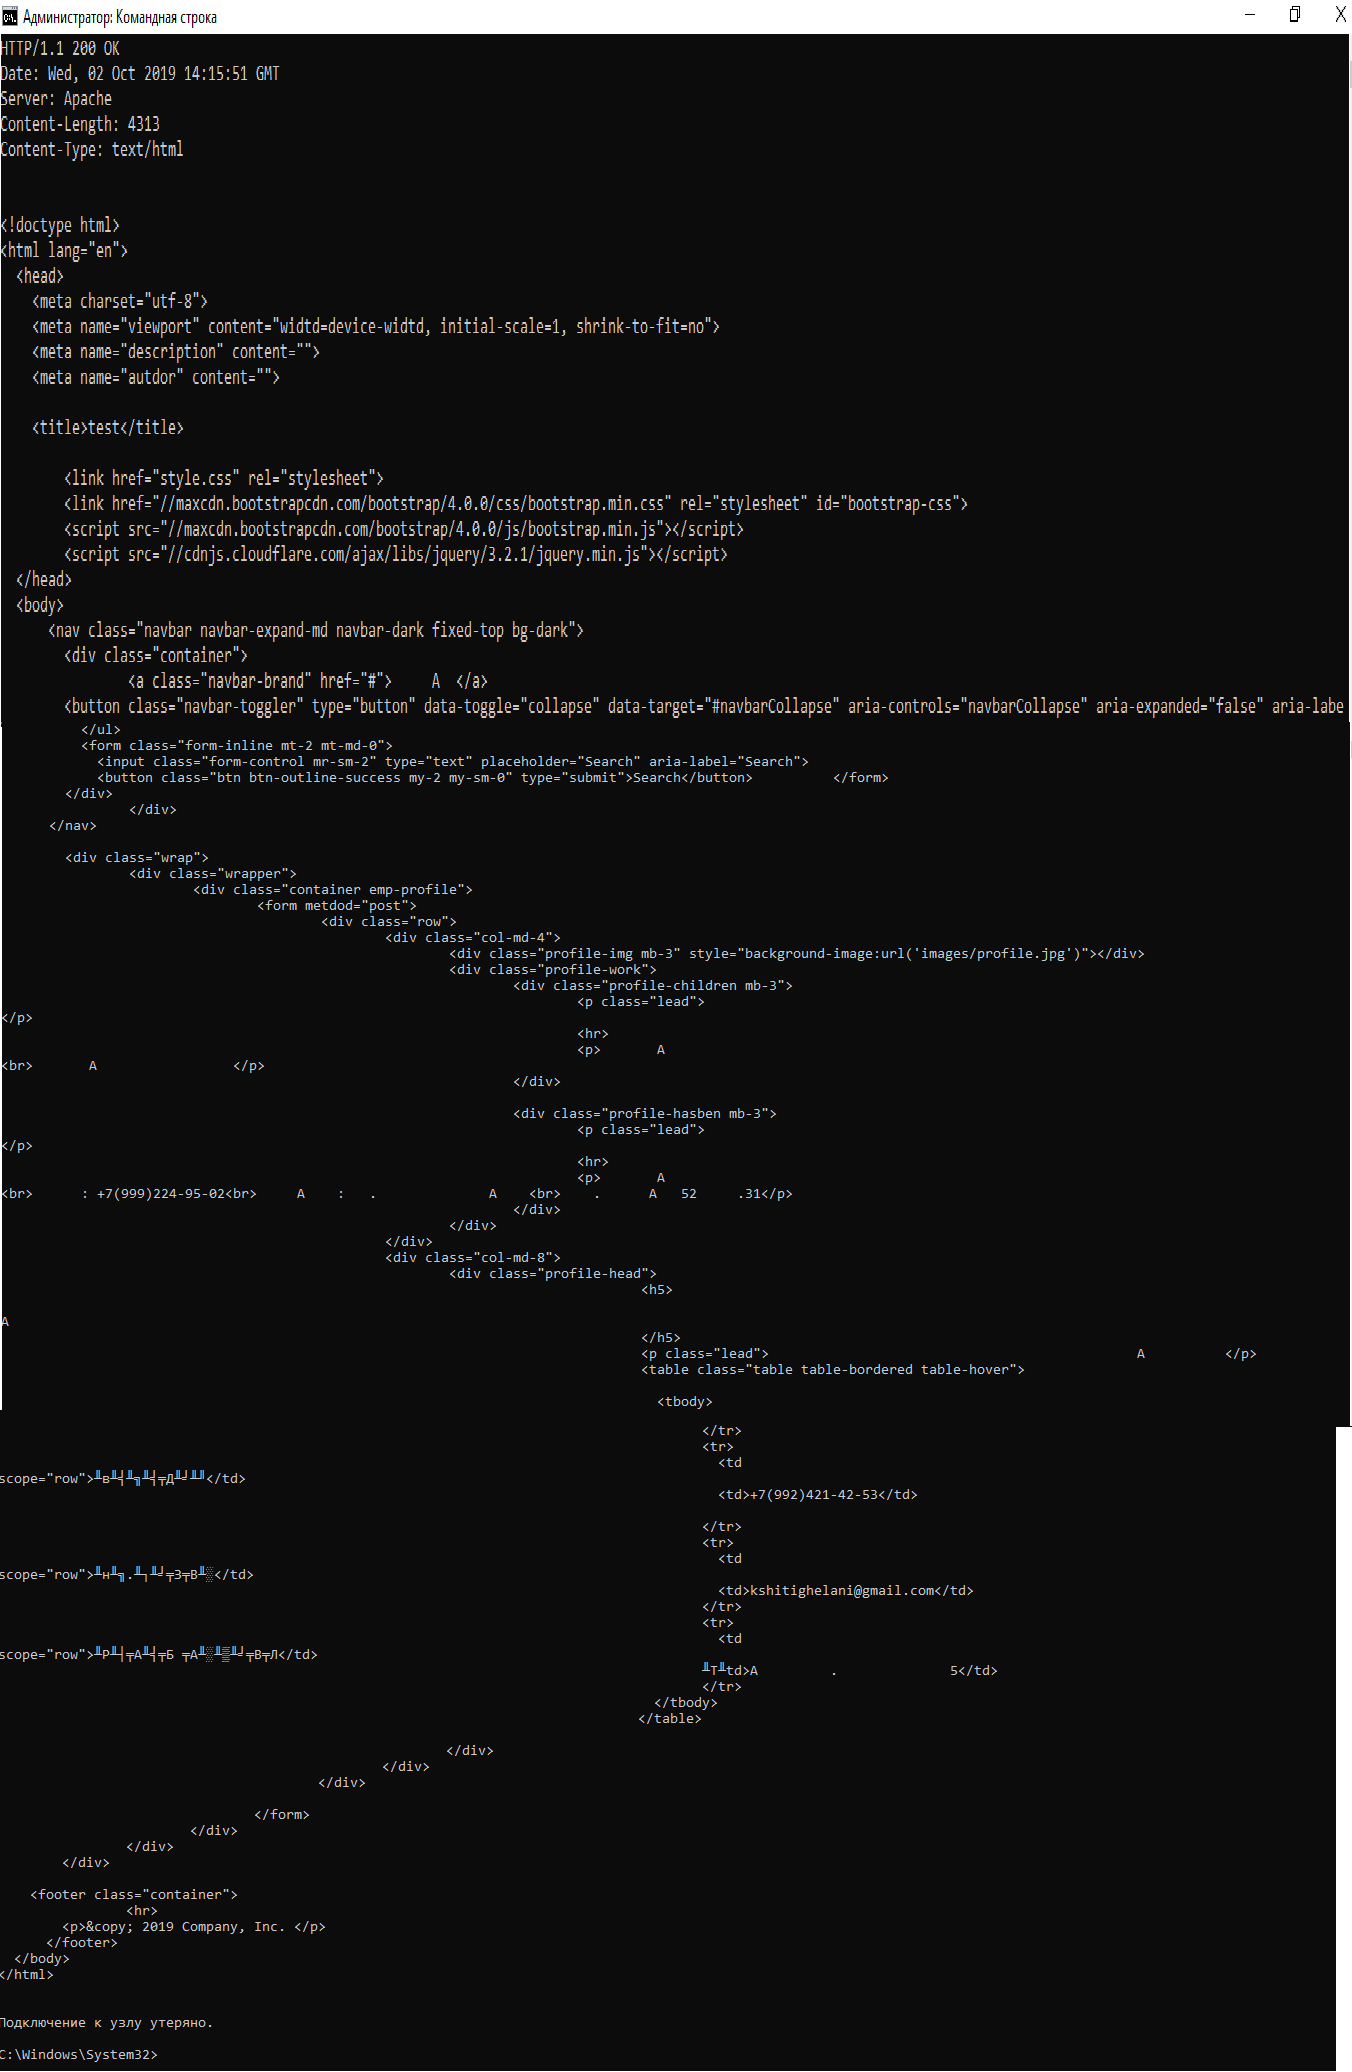 Администратор: Командная строка
HTTP/1.1 200 OK
Date: Wed, 02 Oct 2019 14:15:51 GMT
Server: Apache
Content-Length: 4313
Content-Type: text/html
<!doctype html>
<html lang="en">
<head>
<meta charset="utf-8">
<meta name="viewport" content="widtd=device-widtd, initial-scale=1, shrink-to-fit=no">
<meta name="description" content="">
<meta name="autdor" content="">
<title>test</title>
<link href="style.css" rel="stylesheet">
<link href="//maxcdn.bootstrapcdn.com/bootstrap/4.0.0/css/bootstrap.min.css" rel="stylesheet" id="bootstrap-css">
<script src="//maxcdn.bootstrapcdn.com/bootstrap/4.0.0/js/bootstrap.min.js"></script>
<script src="//cdnjs.cloudflare.com/ajax/libs/jquery/3.2.1/jquery.min.js"></script>
</head>
<body>
<nav class="navbar navbar-expand-md navbar-dark fixed-top bg-dark">
<div class="container">
<a class="navbar-brand" href="#"> А </a>
<button class="navbar-toggler" type="button" data-toggle="collapse" data-target="#navbarCollapse" aria-controls="navbarCollapse" aria-expanded="false" aria-labe
</ul>
<form class="form-inline mt-2 mt-md-0">
<input class="form-control mr-sm-2" type="text" placeholder="Search" aria-label="Search">
<button class="btn btn-outline-success my-2 my-sm-0" type="submit">Search</button> </form>
</div>
</div>
</nav>
<div class="wrap">
<div class="wrapper">
<div class="container emp-profile">
<form metdod="post">
<div class="row">
<div class="col-md-4">
<div class="profile-img mb-3" style="background-image:url('images/profile.jpg')"></div>
<div class="profile-work">
<div class="profile-children mb-3">
<p class="lead">
</p>
<hr>
<p> А
<br> А </p>
</div>
<div class="profile-hasben mb-3">
<p class="lead">
</p>
<hr>
<p> А
<br> : +7(999)224-95-02<br> А : . А <br> . А 52 .31</p>
</div>
</div>
</div>
<div class="col-md-8">
<div class="profile-head">
<h5>
А
</h5>
<p class="lead"> А </p>
<table class="table table-bordered table-hover">
<tbody>
</tr>
<tr>
<td
scope="row">╨в╨╡╨╗╨╡╤Д╨╛╨╜</td>
<td>+7(992)421-42-53</td>
</tr>
<tr>
<td
scope="row">╨н╨╗.╨┐╨╛╤З╤В╨░</td>
<td>kshitighelani@gmail.com</td>
</tr>
<tr>
<td
scope="row">╨Р╨┤╤А╨╡╤Б ╤А╨░╨▒╨╛╤В╤Л</td>
╨Т╨td>А . 5</td>
</tr>
</tbody>
</table>
</div>
</div>
</div>
</form>
</div>
</div>
</div>
<footer class="container">
<hr>
<p>&copy; 2019 Company, Inc. </p>
</footer>
</body>
</html>
Подключение к узлу утеряно.
C:\Windows\System32>